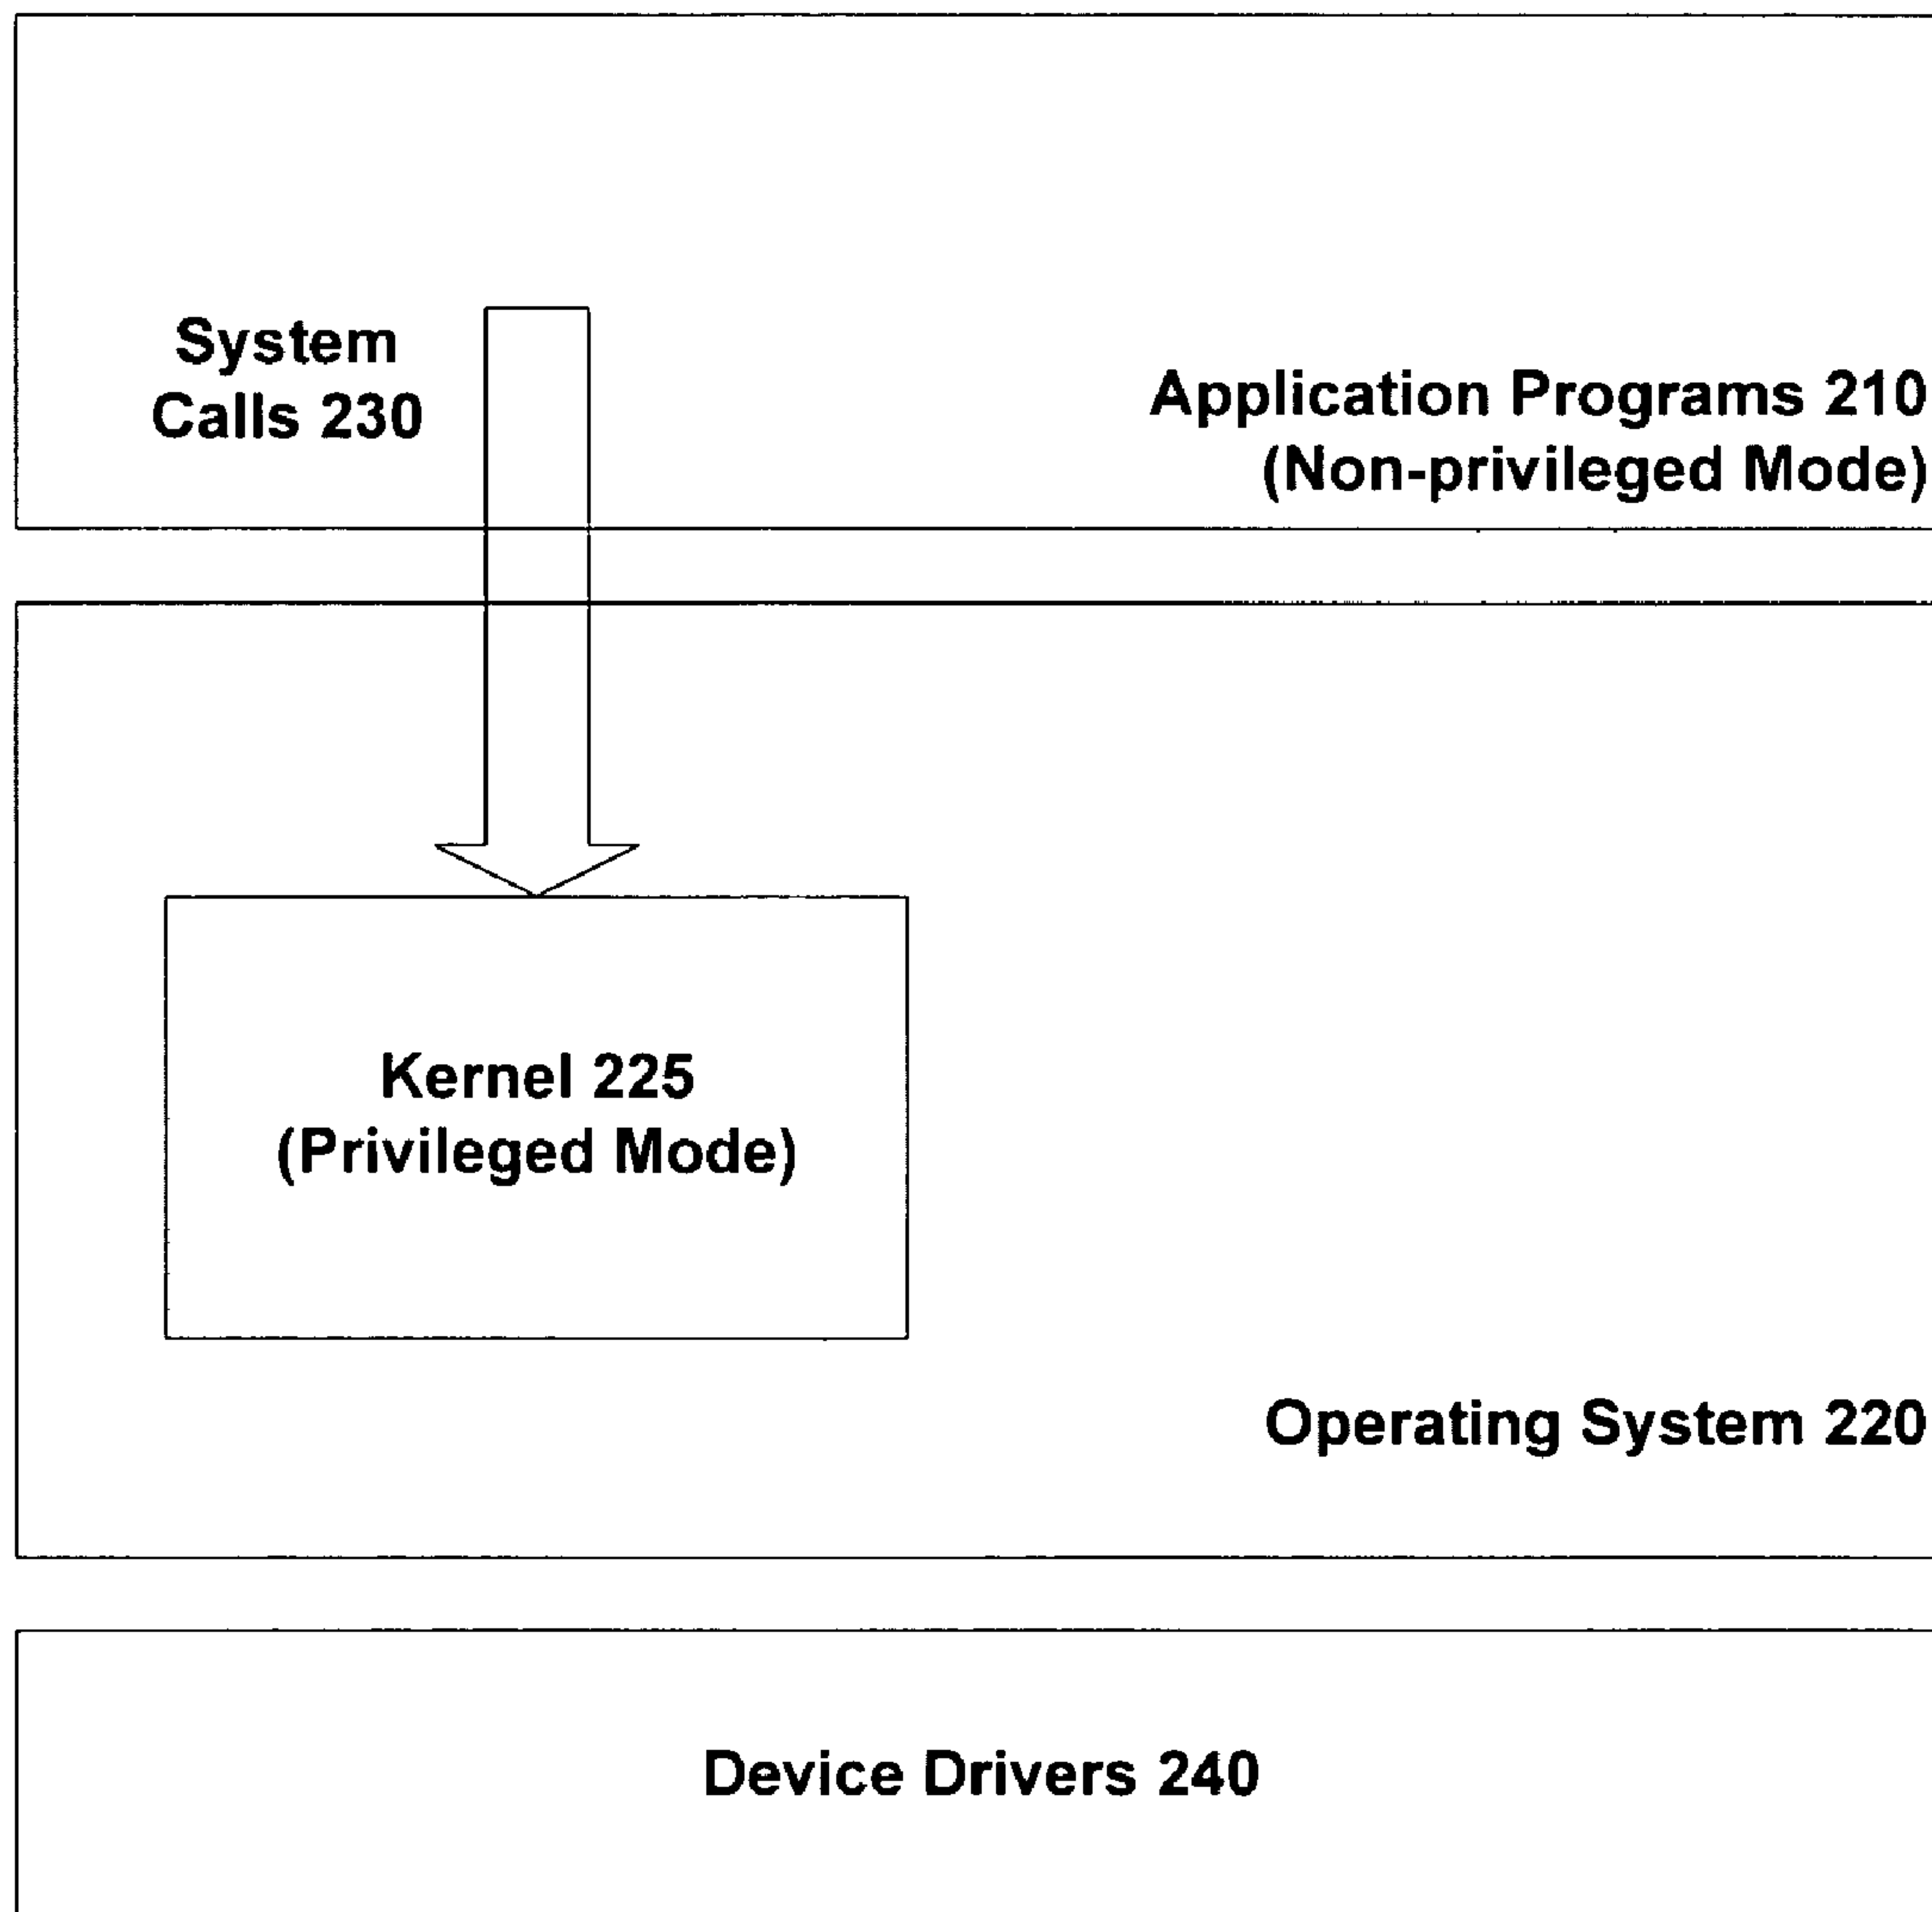 System
Calls 230
Application Programs 210
(Non-privileged Mode)
Kernel 225
(Privileged Mode)
Operating System 220
Device Drivers 240